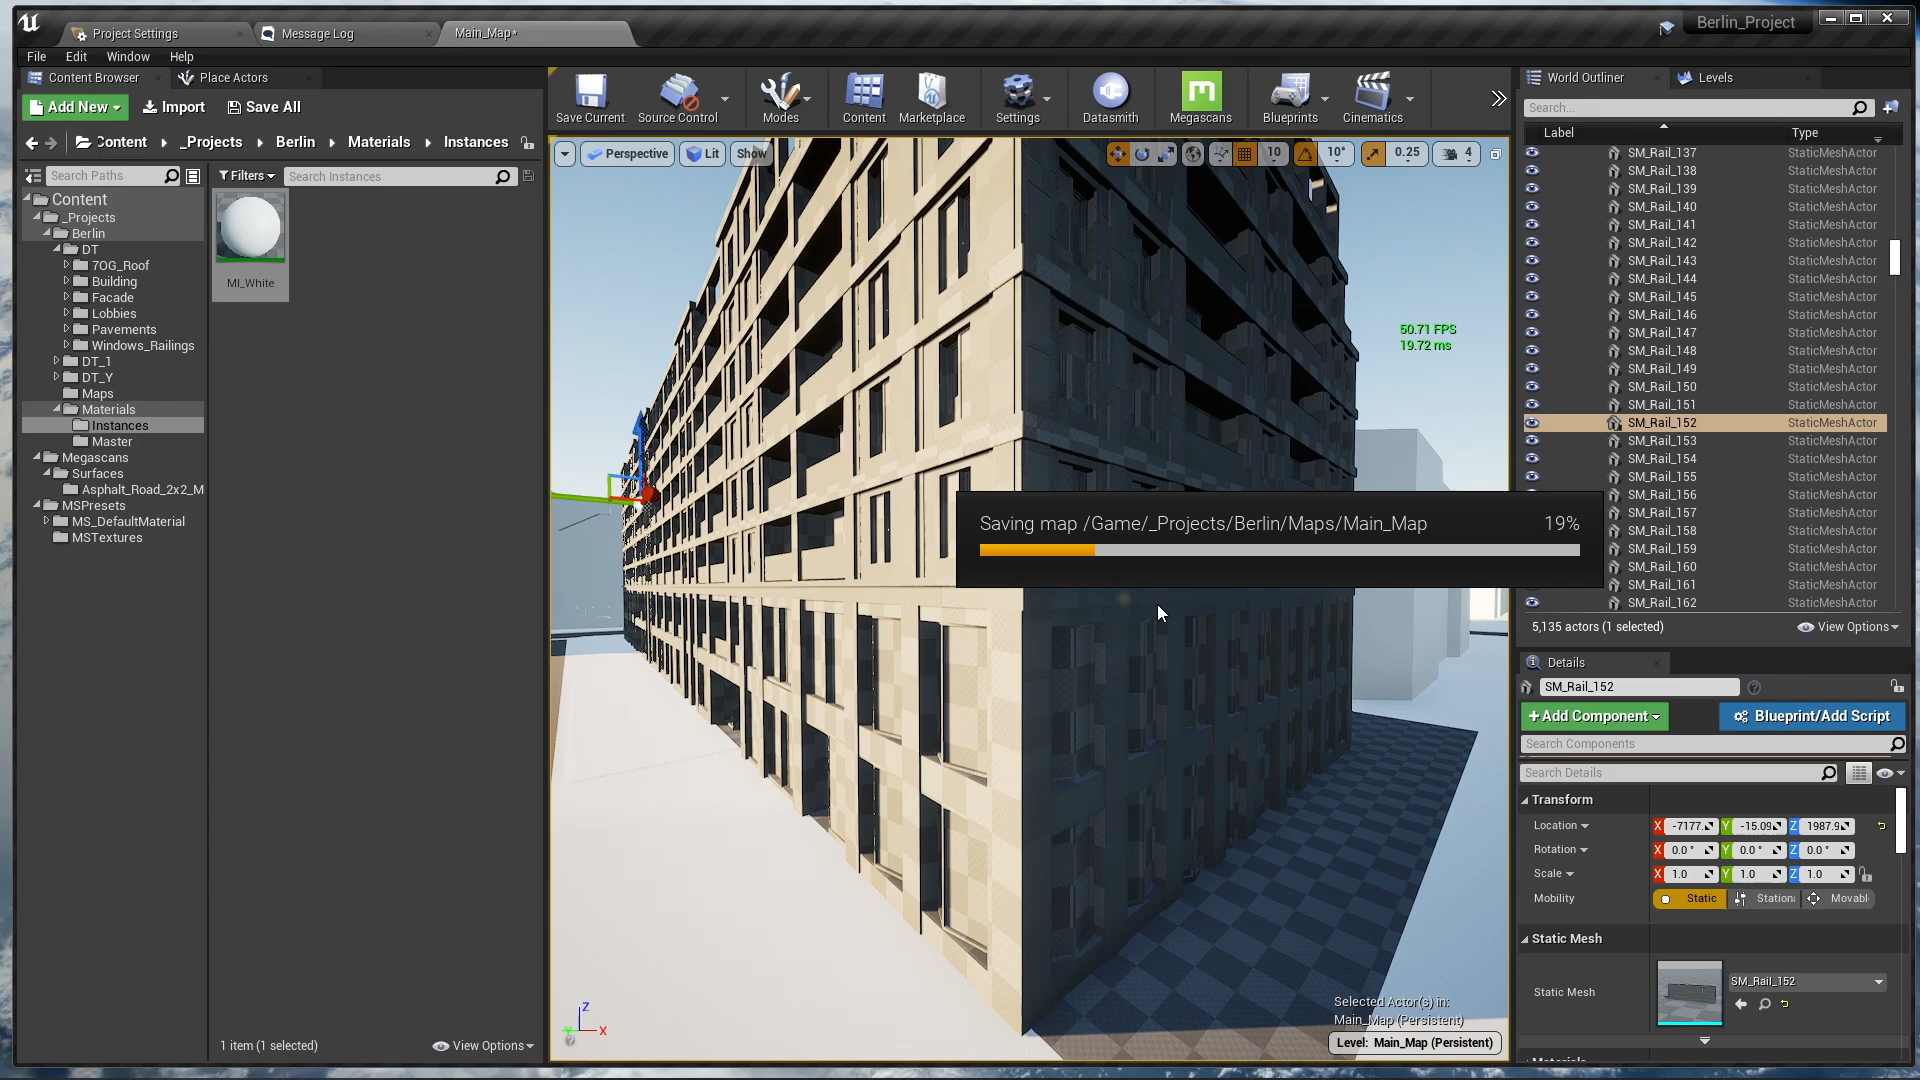 Project Settings
Message Log
Main_Map*
Berlin_Project
File Edit Window Help
Content Browser
Place Actors
World Outliner
Levels
Add New
Import
Save All
Save Current
Source Control
Modes
Content
Marketplace
Settings
Datasmith
Megascans
Blueprints
Cinematics
Search...
Label
Type
Content
_Projects
Berlin
Materials
Instances
Search Paths
Filters
Search Instances
Perspective
Lit
Show
10
10°
0.25
4
Content
_Projects
Berlin
DT
7OG_Roof
Building
Facade
Lobbies
Pavements
Windows_Railings
DT_1
DT_Y
Maps
Materials
Instances
Master
Megascans
Surfaces
Asphalt_Road_2x2_M
MSPresets
MS_DefaultMaterial
MSTextures
MI_White
50.71 FPS
19.72 ms
SM_Rail_137 StaticMeshActor
SM_Rail_138 StaticMeshActor
SM_Rail_139 StaticMeshActor
SM_Rail_140 StaticMeshActor
SM_Rail_141 StaticMeshActor
SM_Rail_142 StaticMeshActor
SM_Rail_143 StaticMeshActor
SM_Rail_144 StaticMeshActor
SM_Rail_145 StaticMeshActor
SM_Rail_146 StaticMeshActor
SM_Rail_147 StaticMeshActor
SM_Rail_148 StaticMeshActor
SM_Rail_149 StaticMeshActor
SM_Rail_150 StaticMeshActor
SM_Rail_151 StaticMeshActor
SM_Rail_152 StaticMeshActor
SM_Rail_153 StaticMeshActor
SM_Rail_154 StaticMeshActor
SM_Rail_155 StaticMeshActor
SM_Rail_156 StaticMeshActor
SM_Rail_157 StaticMeshActor
SM_Rail_158 StaticMeshActor
SM_Rail_159 StaticMeshActor
SM_Rail_160 StaticMeshActor
SM_Rail_161 StaticMeshActor
SM_Rail_162 StaticMeshActor
5,135 actors (1 selected)
View Options
Saving map /Game/_Projects/Berlin/Maps/Main_Map 19%
Details
SM_Rail_152
Add Component
Blueprint/Add Script
Search Components
Search Details
Transform
Location X -7177. Y -15.09 Z 1987.9
Rotation X 0.0 ° Y 0.0 ° Z 0.0 °
Scale X 1.0 Y 1.0 Z 1.0
Mobility Static Station Movabl
Static Mesh
Static Mesh
SM_Rail_152
Z
Y
X
Selected Actor(s) in:
Main_Map (Persistent)
Level: Main_Map (Persistent)
1 item (1 selected)
View Options